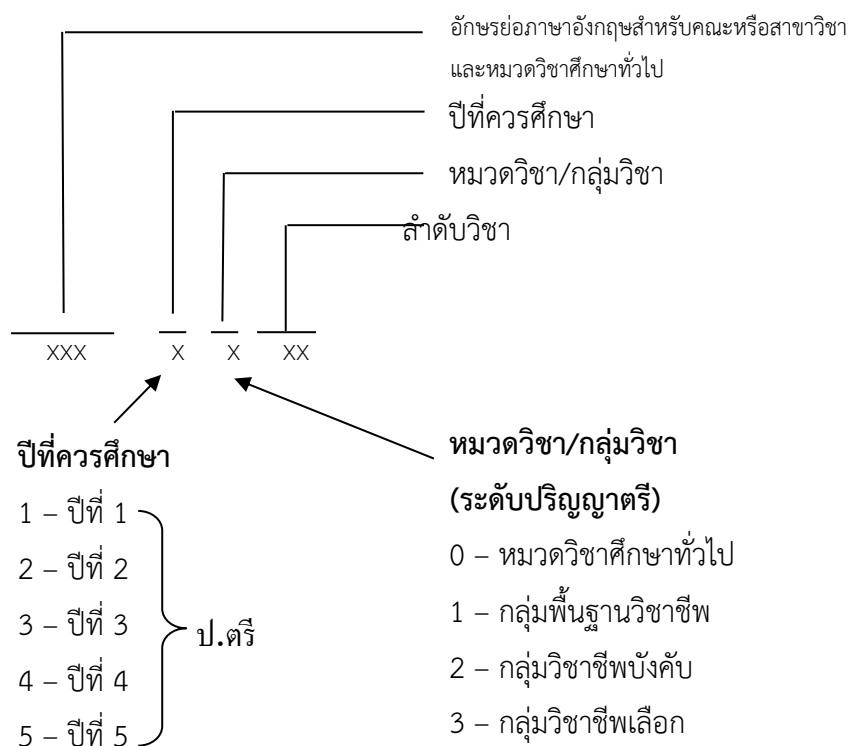 อักษรย่อภาษาอังกฤษสำหรับคณะหรือสาขาวิชา
และหมวดวิชาศึกษาทั่วไป
ปีที่ควรศึกษา
หมวดวิชา/กลุ่มวิชา
ลำดับวิชา
XXX X X XX
ปีที่ควรศึกษา
1 – ปีที่ 1
2 – ปีที่ 2
3 – ปีที่ 3
4 – ปีที่ 4
5 – ปีที่ 5
ป.ตรี
หมวดวิชา/กลุ่มวิชา
(ระดับปริญญาตรี)
0 – หมวดวิชาศึกษาทั่วไป
1 – กลุ่มพื้นฐานวิชาชีพ
2 – กลุ่มวิชาชีพบังคับ
3 – กลุ่มวิชาชีพเลือก